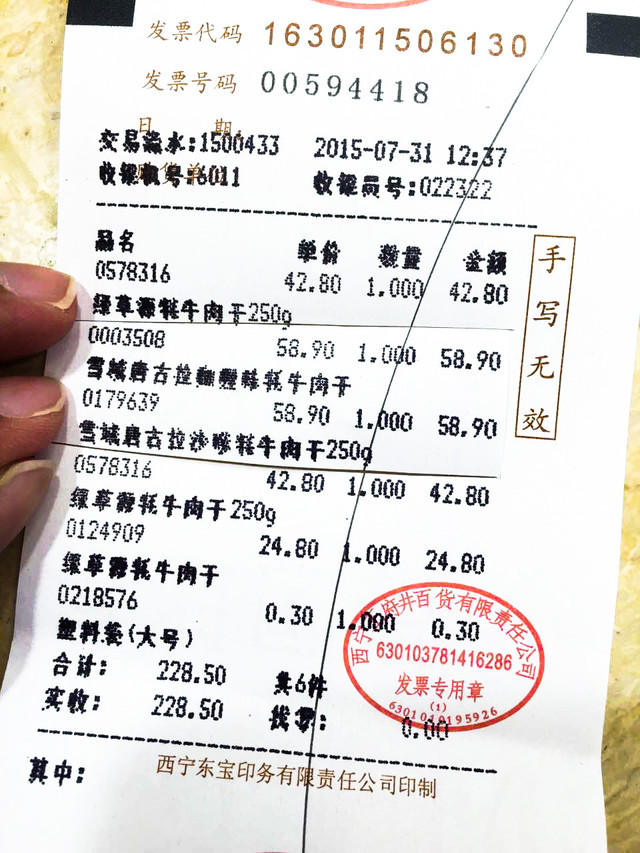 发票代码 163011506130
发票号码 00594418
日 期:
交易流水:1500433 2015-07-31 12:37
收银机号:6011 收银员号:022322
品名 单价 数量 金额
0578316 42.80 1.000 42.80
绿草源牦牛肉干250g
0003508 58.90 1.000 58.90
雪域唐古拉 牦牛肉干
0179639 58.90 1.000 58.90
雪域唐古拉沙嗲牦牛肉干250g
0578316 42.80 1.000 42.80
绿草源牦牛肉干250g
0124909 24.80 1.000 24.80
绿草源牦牛肉干
0218576 0.30 1.000 0.30
塑料袋(大号)
合计: 228.50 共6件
实收: 228.50 找零: 0.00
其中:
西宁东宝印务有限责任公司印制
手写无效
西宁 府井百货有限责任公司
630103781416286
发票专用章
(1)
6301010195926